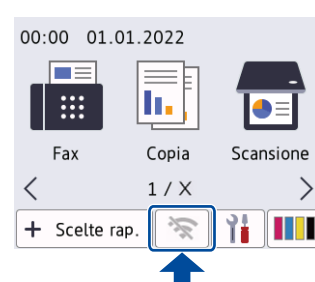 00:00 01.01.2022
Fax Copia Scansione
1 / X
+ Scelte rap.